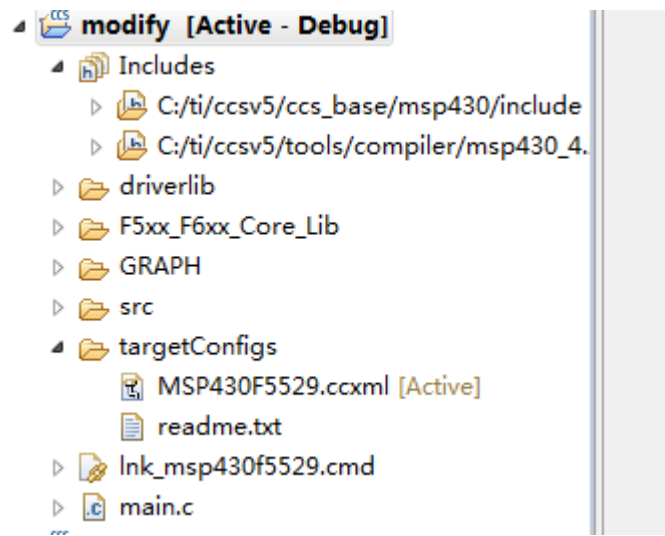 modify [Active - Debug]
Includes
C:/ti/ccsv5/ccs_base/msp430/include
C:/ti/ccsv5/tools/compiler/msp430_4.
driverlib
F5xx_F6xx_Core_Lib
GRAPH
src
targetConfigs
MSP430F5529.ccxml [Active]
readme.txt
lnk_msp430f5529.cmd
main.c